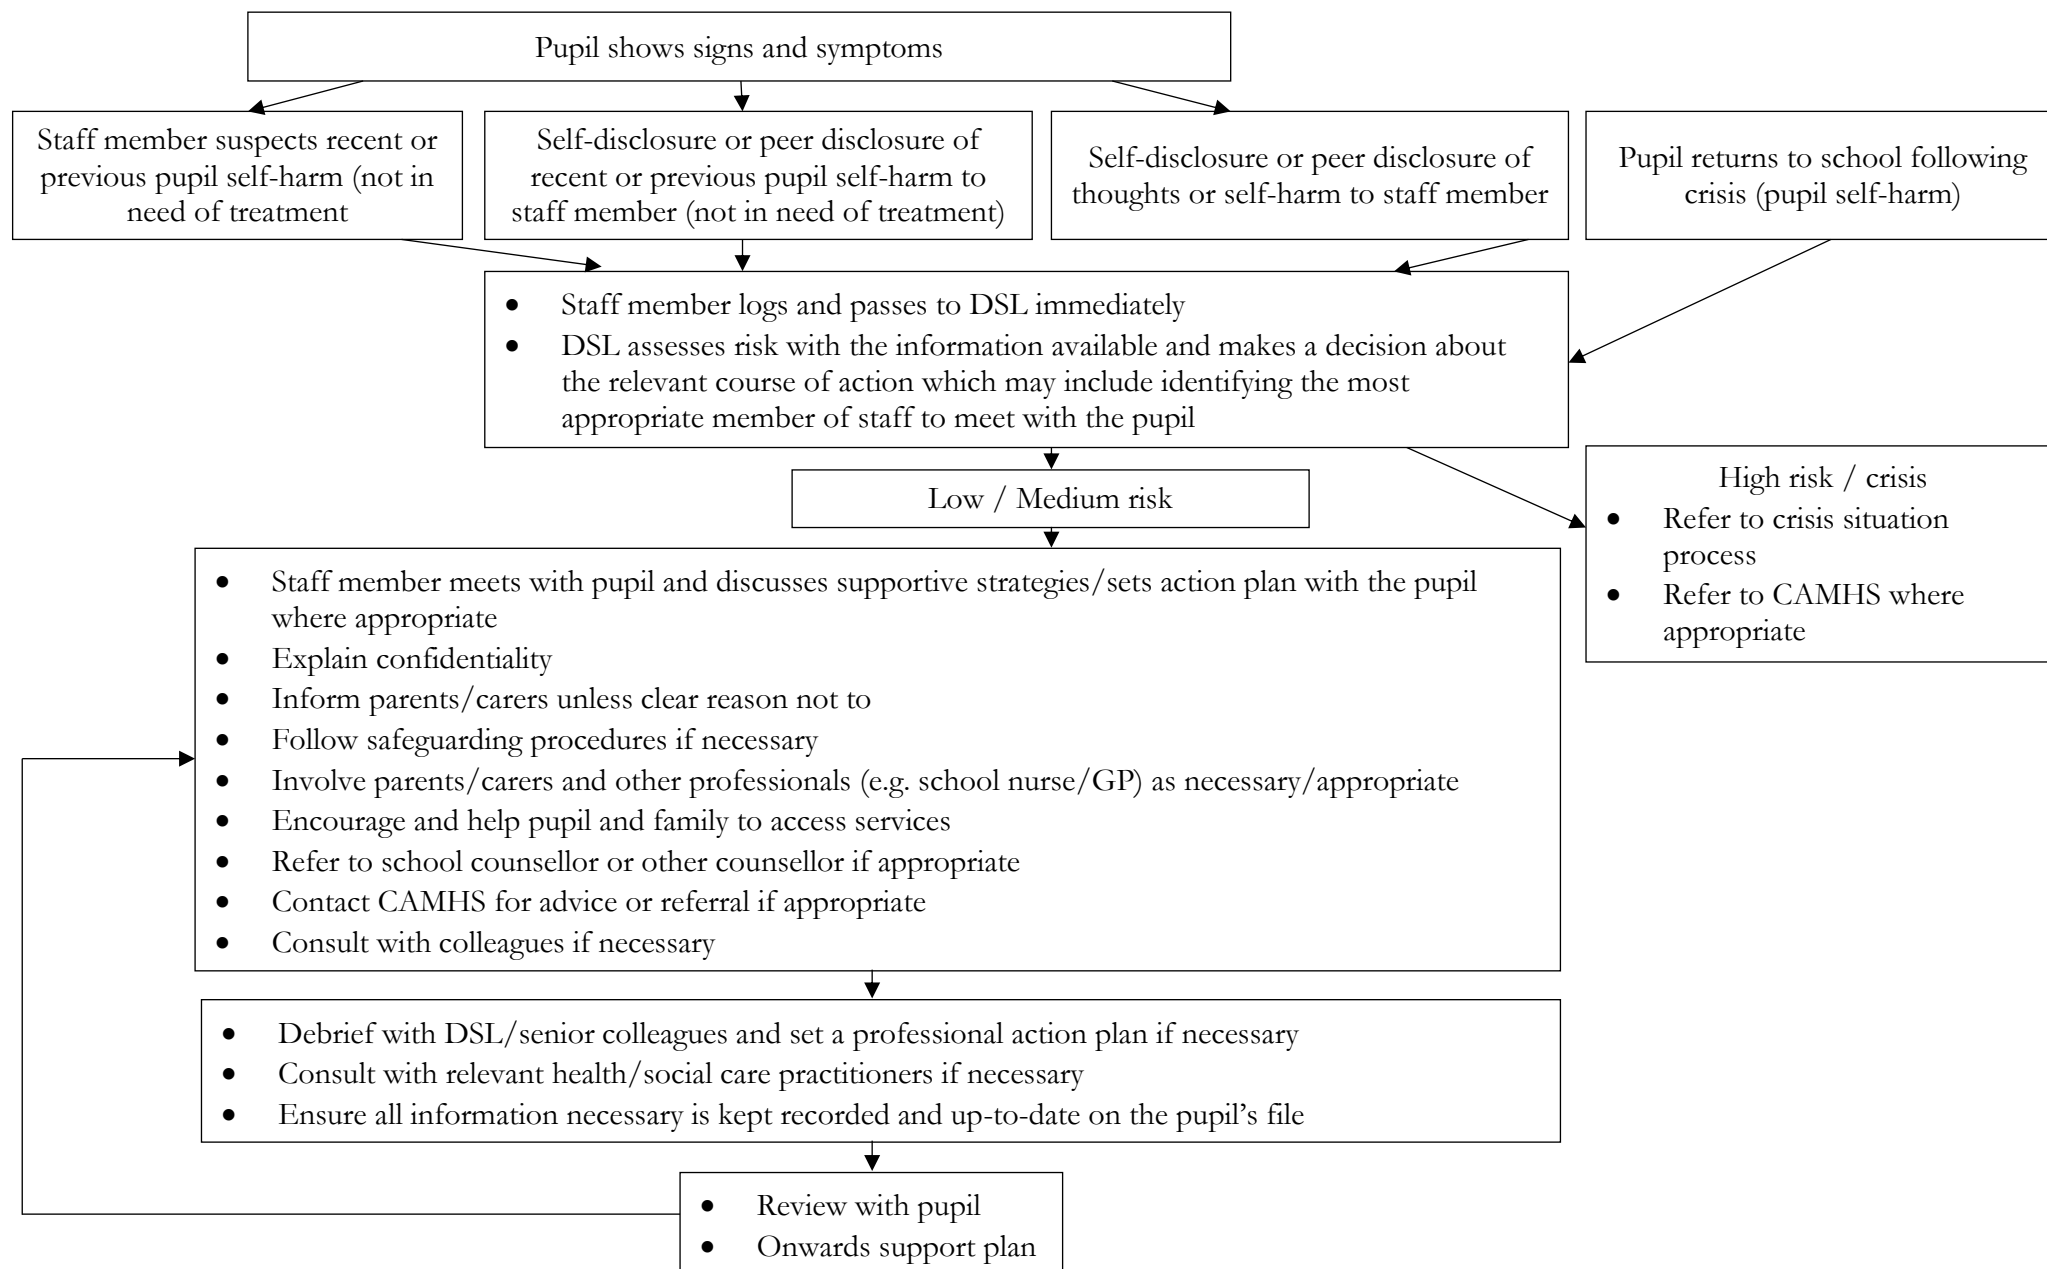 Pupil shows signs and symptoms
Staff member suspects recent or
previous pupil self-harm (not in
need of treatment
Self-disclosure or peer disclosure of
recent or previous pupil self-harm to
staff member (not in need of treatment)
Self-disclosure or peer disclosure of
thoughts or self-harm to staff member
Pupil returns to school following
crisis (pupil self-harm)
• Staff member logs and passes to DSL immediately
• DSL assesses risk with the information available and makes a decision about
the relevant course of action which may include identifying the most
appropriate member of staff to meet with the pupil
Low / Medium risk
High risk / crisis
• Refer to crisis situation
process
• Refer to CAMHS where
appropriate
• Staff member meets with pupil and discusses supportive strategies/sets action plan with the pupil
where appropriate
• Explain confidentiality
• Inform parents/carers unless clear reason not to
• Follow safeguarding procedures if necessary
• Involve parents/carers and other professionals (e.g. school nurse/GP) as necessary/appropriate
• Encourage and help pupil and family to access services
• Refer to school counsellor or other counsellor if appropriate
• Contact CAMHS for advice or referral if appropriate
• Consult with colleagues if necessary
• Debrief with DSL/senior colleagues and set a professional action plan if necessary
• Consult with relevant health/social care practitioners if necessary
• Ensure all information necessary is kept recorded and up-to-date on the pupil’s file
• Review with pupil
• Onwards support plan